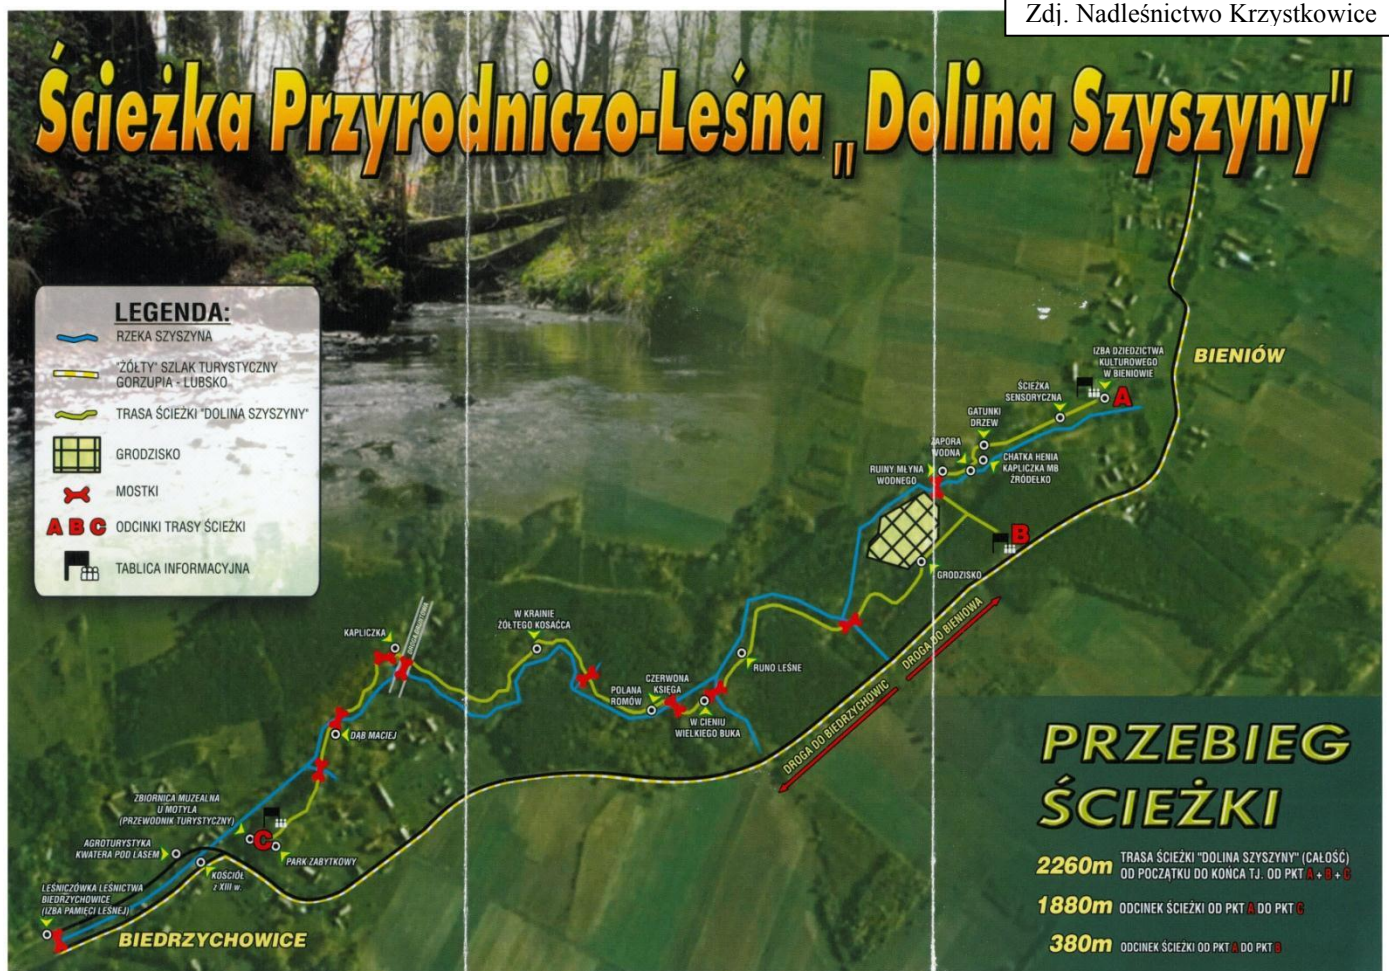 Zdj. Nadleśnictwo Krzystkowice
Ścieżka Przyrodniczo-Leśna „Dolina Szyszyny"
LEGENDA:
RZEKA SZYSZYNA
"ŻÓŁTY" SZLAK TURYSTYCZNY
GORZUPIA - LUBSKO
TRASA ŚCIEŻKI "DOLINA SZYSZYNY"
GRODZISKO
MOSTKI
A B C ODCINKI TRASY ŚCIEŻKI
TABLICA INFORMACYJNA
BIENIÓW
IZBA DZIEDZICTWA
KULTUROWEGO
W BIENIOWIE
A
ŚCIEŻKA
SENSORYCZNA
GATUNKI
DRZEW
ZAPORA
WODNA
CHATKA HENIA
KAPLICZKA MB
ŹRÓDEŁKO
RUINY MŁYNA
WODNEGO
B
GRODZISKO
DROGA DO BIENIOWA
DROGA DO BIEDRZYCHOWIC
RUNO LEŚNE
W CIENIU
WIELKIEGO BUKA
CZERWONA
KSIĘGA
POLANA
ROMÓW
W KRAINIE
ŻÓŁTEGO KOSAĆCA
DROGA GRUNTOWA
KAPLICZKA
DĄB MACIEJ
ZBIORNICA MUZEALNA
U MOTYLA
(PRZEWODNIK TURYSTYCZNY)
C
PARK ZABYTKOWY
AGROTURYSTYKA
KWATERA POD LASEM
KOŚCIÓŁ
z XIII w.
LEŚNICZÓWKA LEŚNICTWA
BIEDRZYCHOWICE
(IZBA PAMIĘCI LEŚNEJ)
BIEDRZYCHOWICE
PRZEBIEG
ŚCIEŻKI
2260m TRASA ŚCIEŻKI "DOLINA SZYSZYNY" (CAŁOŚĆ)
OD POCZĄTKU DO KOŃCA TJ. OD PKT A + B + C
1880m ODCINEK ŚCIEŻKI OD PKT A DO PKT C
380m ODCINEK ŚCIEŻKI OD PKT A DO PKT B